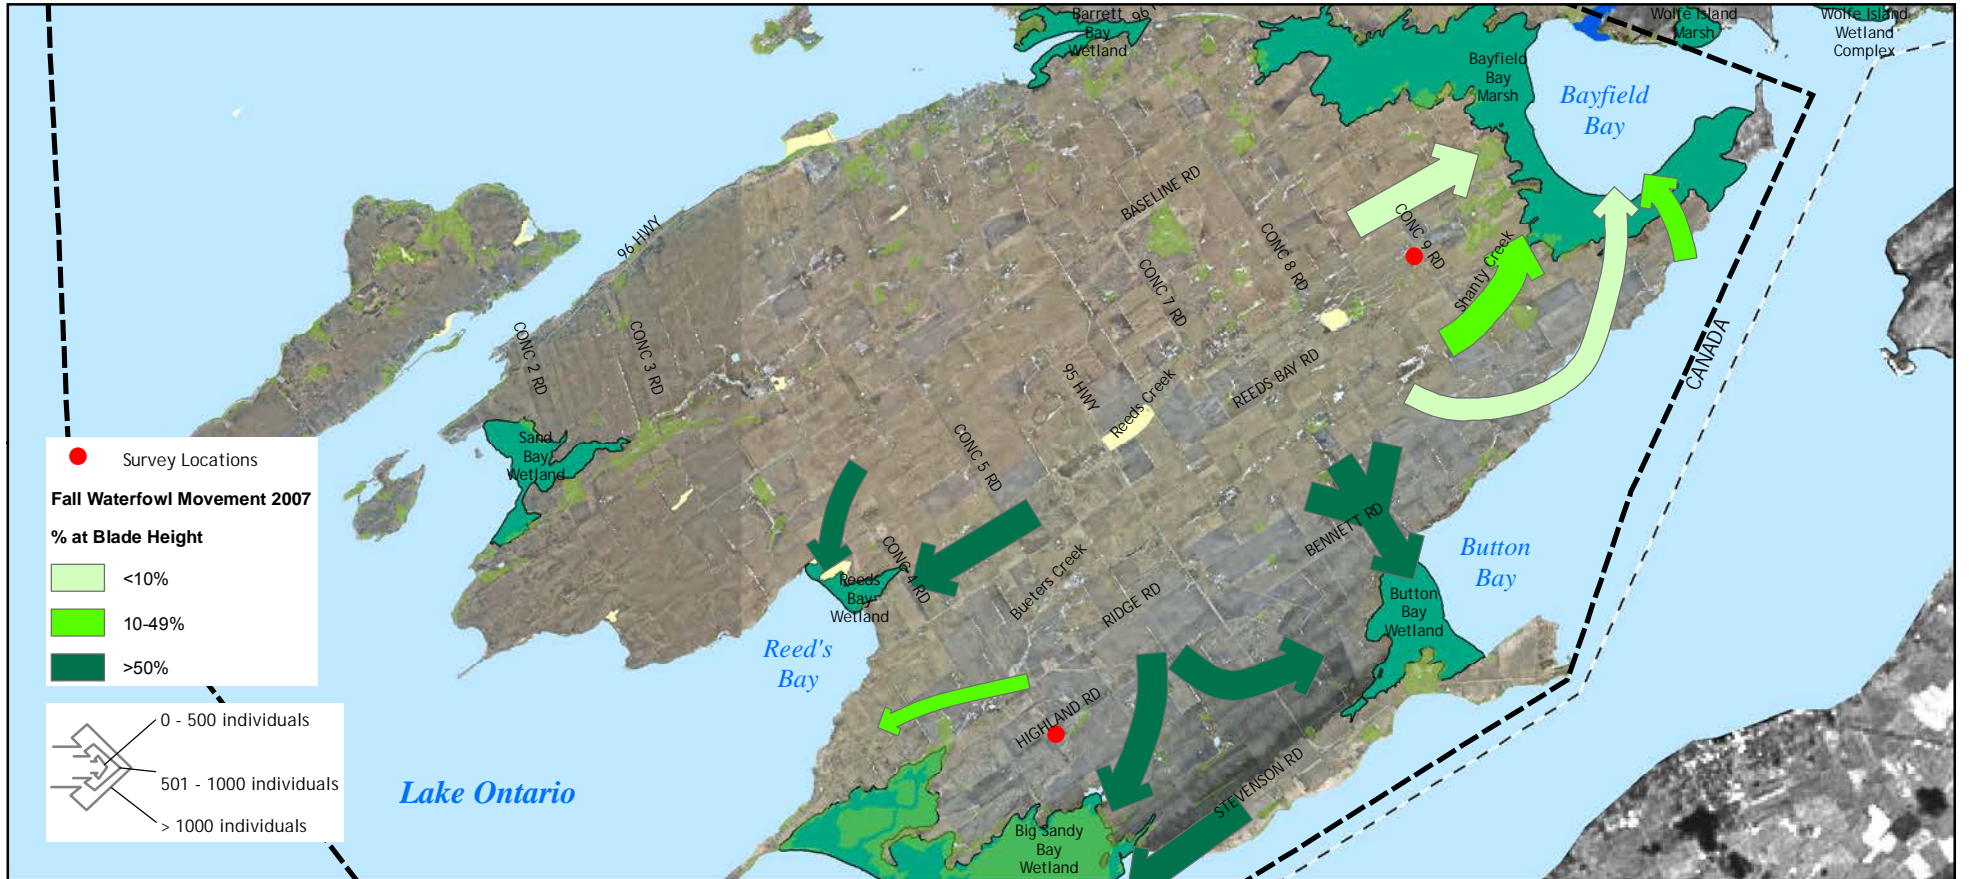 Barrett
Bay
Wetland
Wolfe Island
Marsh
Wolfe Island
Wetland
Complex
Bayfield
Bay
Marsh
Bayfield
Bay
BASELINE RD
96 HWY
CONC 9 RD
CONC 8 RD
CONC 7 RD
Shanty Creek
CONC 2 RD
CONC 3 RD
95 HWY
Reeds Creek
REEDS BAY RD
CANADA
Sand
Bay
Wetland
CONC 5 RD
CONC 4 RD
Reeds
Bay
Wetland
Bueters Creek
RIDGE RD
BENNETT RD
Button
Bay
Button
Bay
Wetland
Reed's
Bay
HIGHLAND RD
STEVENSON RD
Lake Ontario
Big Sandy
Bay
Wetland
Survey Locations
Fall Waterfowl Movement 2007
% at Blade Height
<10%
10-49%
>50%
0 - 500 individuals
501 - 1000 individuals
> 1000 individuals